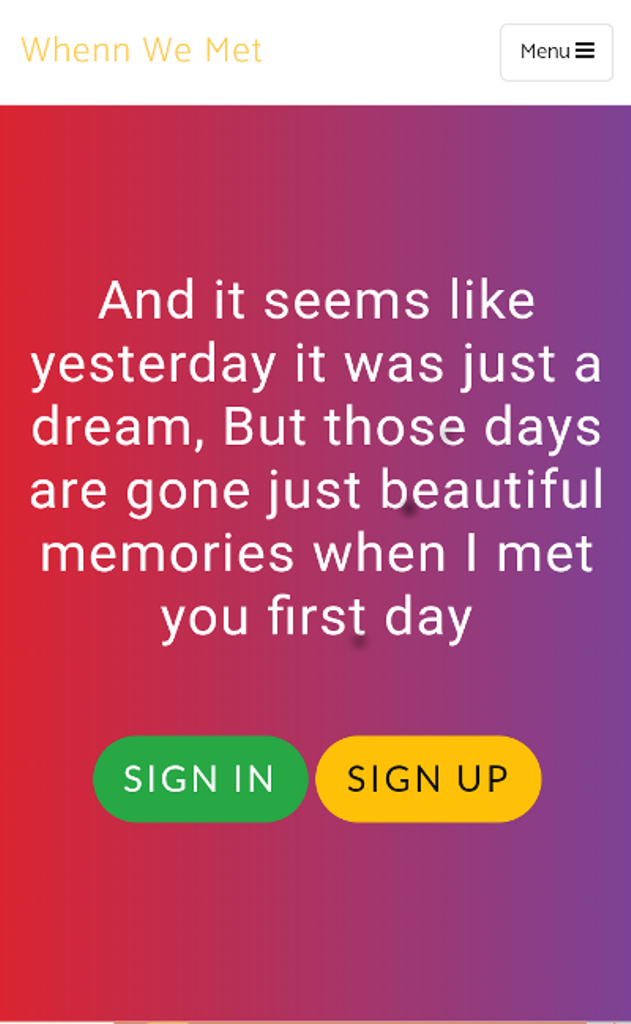 Whenn We Met
Menu
And it seems like
yesterday it was just a
dream, But those days
are gone just beautiful
memories when I met
you first day
SIGN IN
SIGN UP